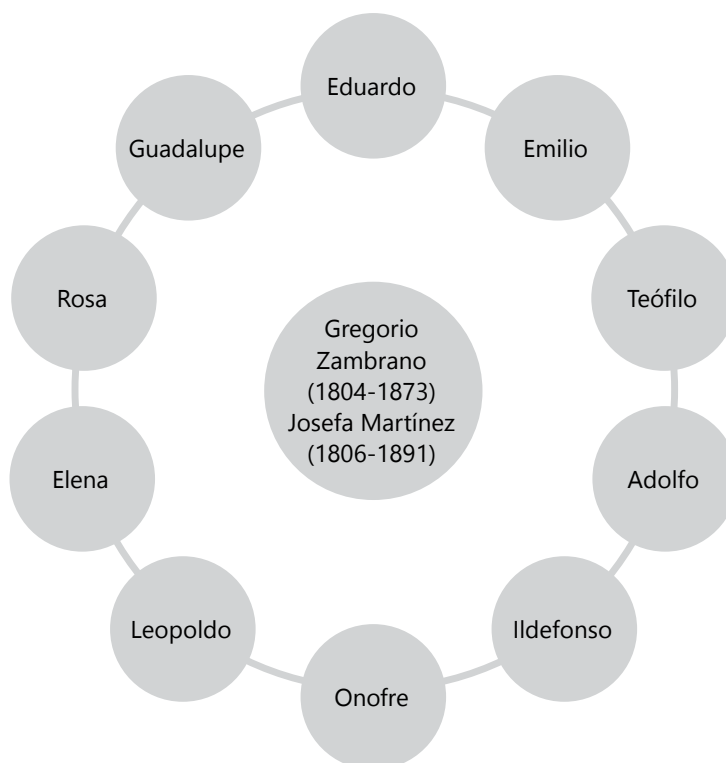 Eduardo
Guadalupe
Emilio
Rosa
Teófilo
Gregorio
Zambrano
(1804-1873)
Josefa Martínez
(1806-1891)
Elena
Adolfo
Leopoldo
Ildefonso
Onofre